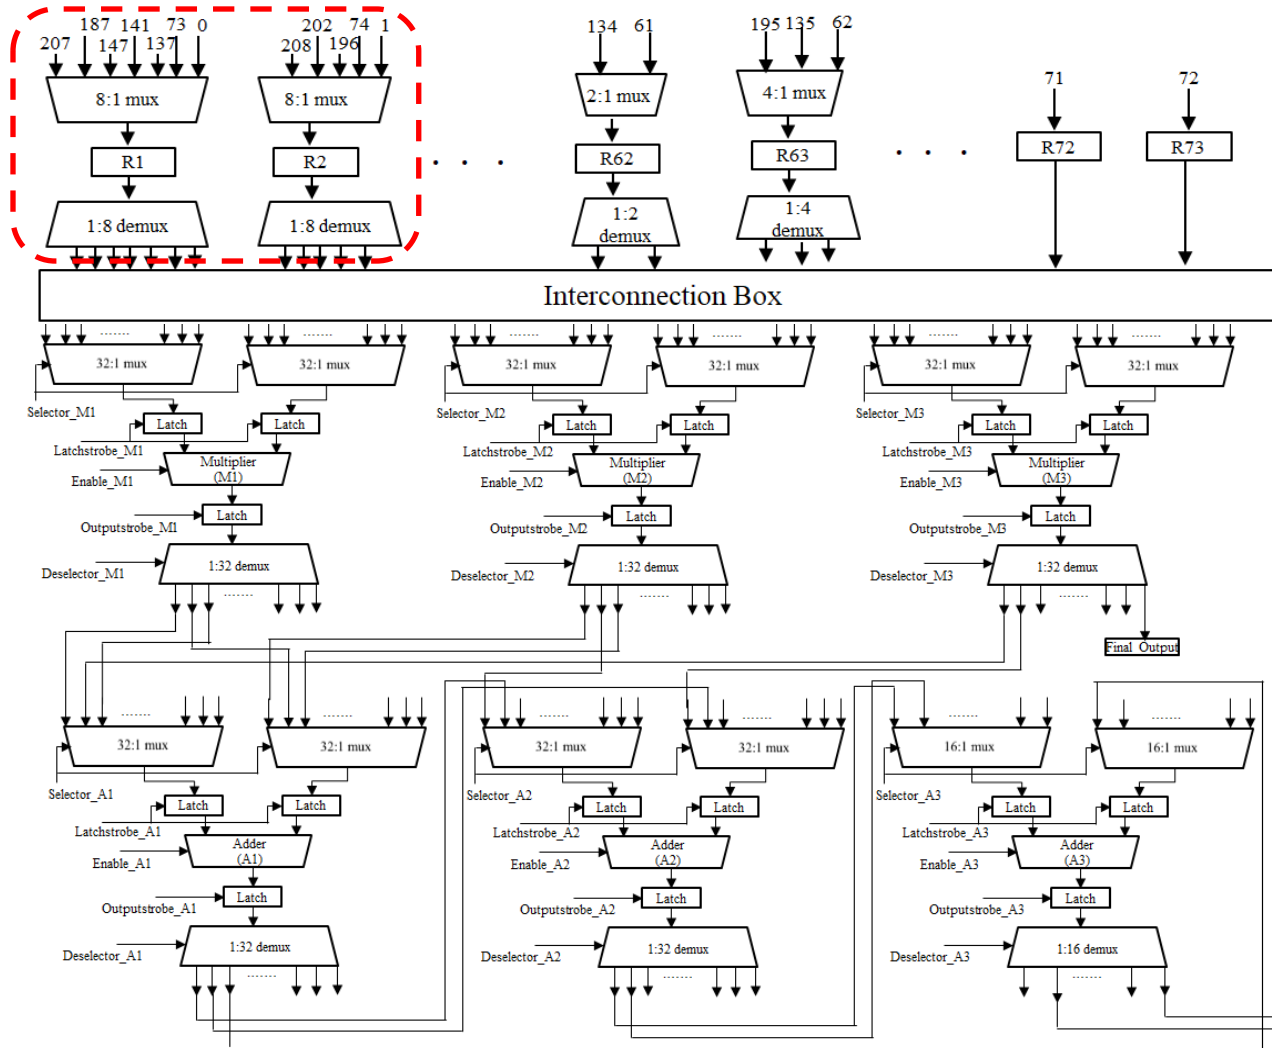 187 141 73 0 202 74 1
207 147 137 208 196
134 61 195 135 62
71 72
8:1 mux 8:1 mux 2:1 mux 4:1 mux
R1 R2 . . . R62 R63 . . . R72 R73
1:8 demux 1:8 demux 1:2 demux 1:4 demux
Interconnection Box
....... ....... ....... ....... ....... .......
32:1 mux 32:1 mux 32:1 mux 32:1 mux 32:1 mux 32:1 mux
Selector_M1 Selector_M2 Selector_M3
Latch Latch Latch Latch Latch Latch
Latchstrobe_M1 Latchstrobe_M2 Latchstrobe_M3
Multiplier (M1) Multiplier (M2) Multiplier (M3)
Enable_M1 Enable_M2 Enable_M3
Latch Latch Latch
Outputstrobe_M1 Outputstrobe_M2 Outputstrobe_M3
1:32 demux 1:32 demux 1:32 demux
Deselector_M1 Deselector_M2 Deselector_M3
....... ....... .......
Final Output
....... ....... ....... ....... ....... .......
32:1 mux 32:1 mux 32:1 mux 32:1 mux 16:1 mux 16:1 mux
Selector_A1 Selector_A2 Selector_A3
Latch Latch Latch Latch Latch Latch
Latchstrobe_A1 Latchstrobe_A2 Latchstrobe_A3
Adder (A1) Adder (A2) Adder (A3)
Enable_A1 Enable_A2 Enable_A3
Latch Latch Latch
Outputstrobe_A1 Outputstrobe_A2 Outputstrobe_A3
1:32 demux 1:32 demux 1:16 demux
Deselector_A1 Deselector_A2 Deselector_A3
....... ....... .......